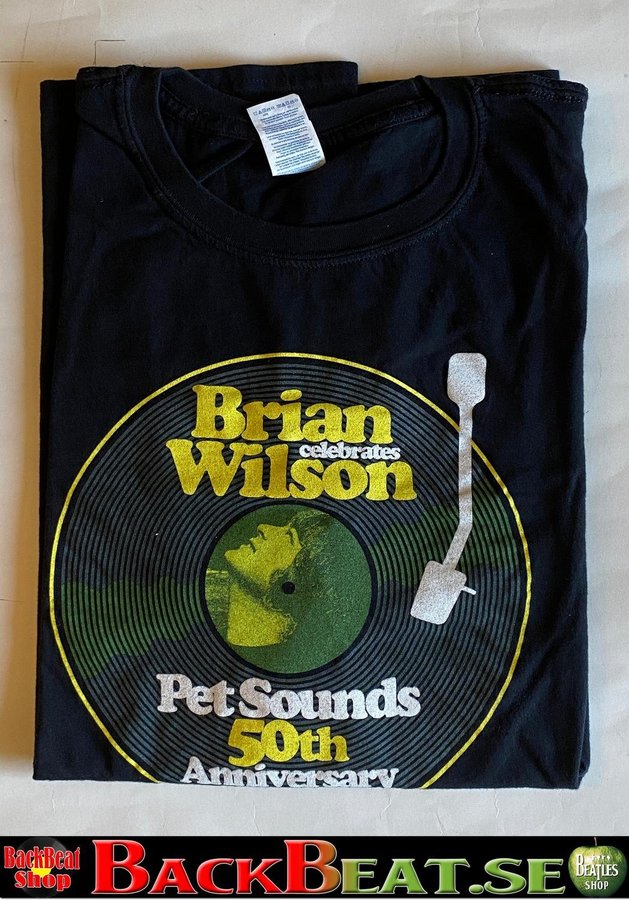 Brian
celebrates
Wilson
Pet Sounds
50th
Anniversary
BackBeat
Shop
BACKBEAT.SE
BEATLES
SHOP